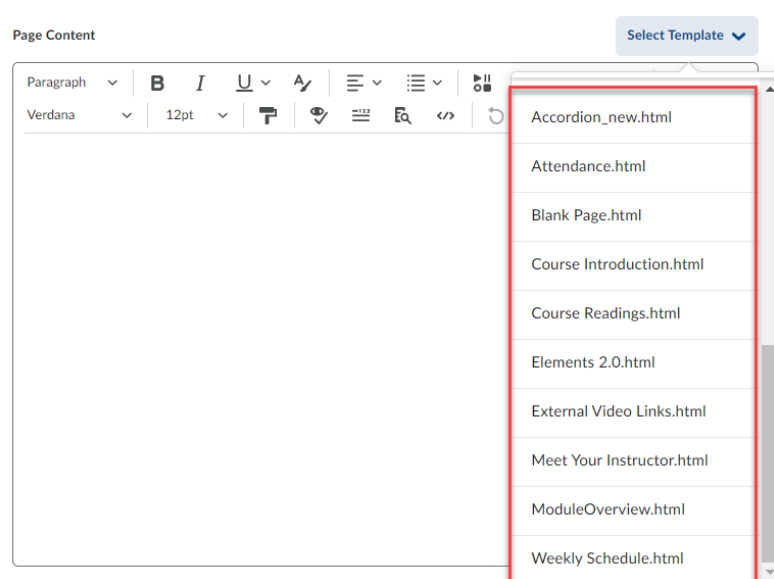 Page Content
Select Template
Paragraph B I U A
Verdana 12pt
Accordion_new.html
Attendance.html
Blank Page.html
Course Introduction.html
Course Readings.html
Elements 2.0.html
External Video Links.html
Meet Your Instructor.html
ModuleOverview.html
Weekly Schedule.html